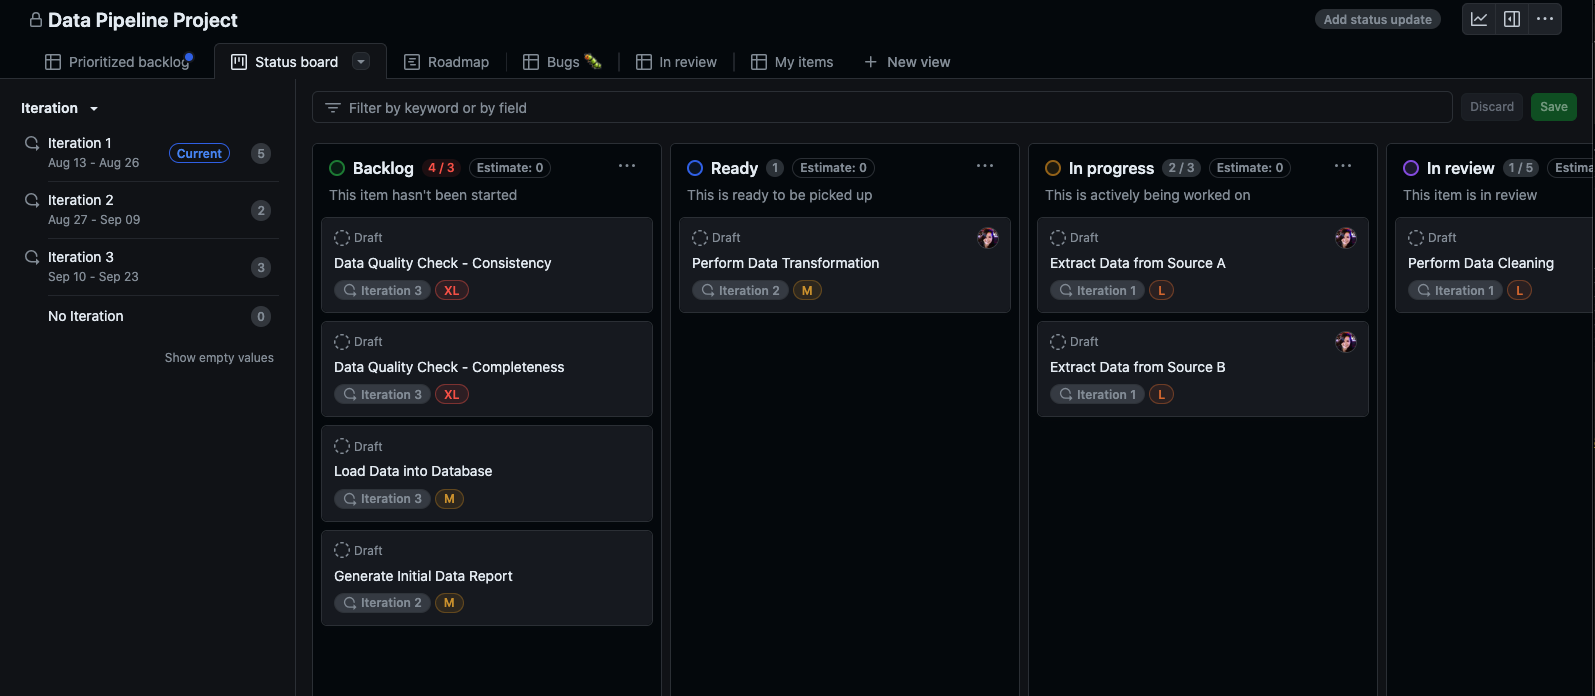 Data Pipeline Project
Add status update
Prioritized backlog
Status board
Roadmap
Bugs
In review
My items
New view
Iteration
Iteration 1
Aug 13 - Aug 26
Current
5
Iteration 2
Aug 27 - Sep 09
2
Iteration 3
Sep 10 - Sep 23
3
No Iteration
0
Show empty values
Filter by keyword or by field
Discard
Save
Backlog 4 / 3 Estimate: 0
This item hasn't been started
Draft
Data Quality Check - Consistency
Iteration 3 XL
Draft
Data Quality Check - Completeness
Iteration 3 XL
Draft
Load Data into Database
Iteration 3 M
Draft
Generate Initial Data Report
Iteration 2 M
Ready 1 Estimate: 0
This is ready to be picked up
Draft
Perform Data Transformation
Iteration 2 M
In progress 2 / 3 Estimate: 0
This is actively being worked on
Draft
Extract Data from Source A
Iteration 1 L
Draft
Extract Data from Source B
Iteration 1 L
In review 1 / 5 Estima
This item is in review
Draft
Perform Data Cleaning
Iteration 1 L